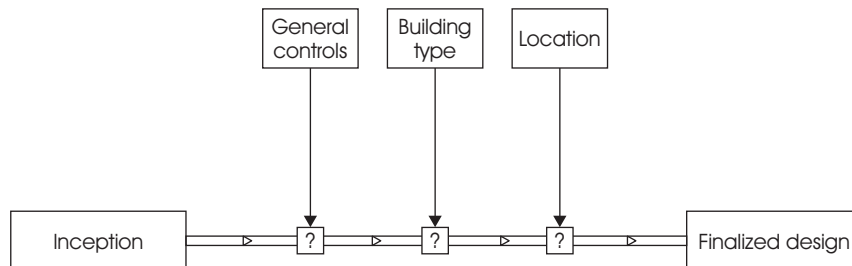 General
controls
Building
type
Location
Inception
?
?
?
Finalized design